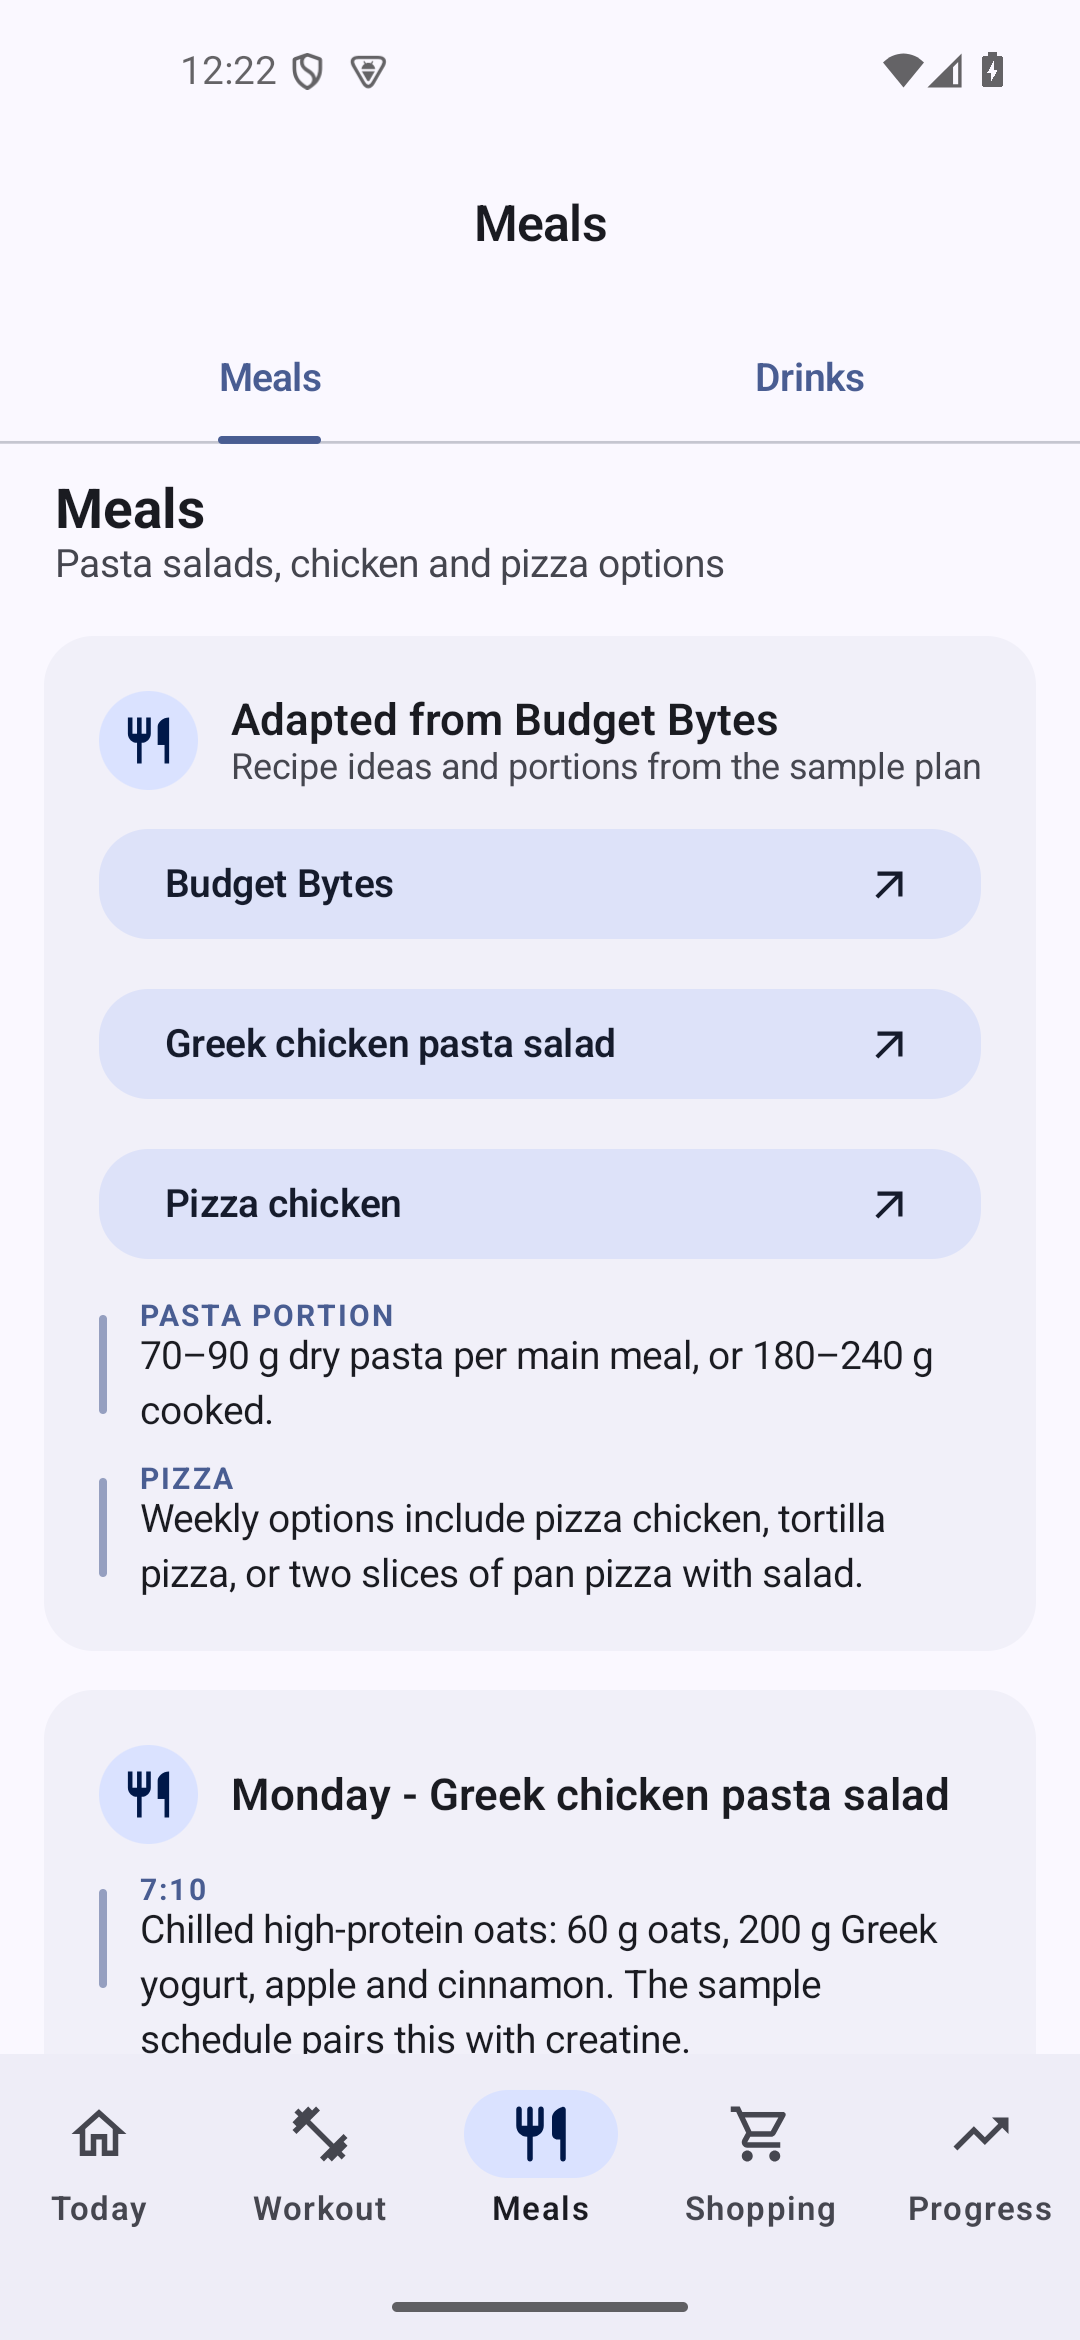 12:22
Meals
Meals
Drinks
Meals
Pasta salads, chicken and pizza options
Adapted from Budget Bytes
Recipe ideas and portions from the sample plan
Budget Bytes
Greek chicken pasta salad
Pizza chicken
PASTA PORTION
70–90 g dry pasta per main meal, or 180–240 g
cooked.
PIZZA
Weekly options include pizza chicken, tortilla
pizza, or two slices of pan pizza with salad.
Monday - Greek chicken pasta salad
7:10
Chilled high-protein oats: 60 g oats, 200 g Greek
yogurt, apple and cinnamon. The sample
schedule pairs this with creatine.
Today
Workout
Meals
Shopping
Progress